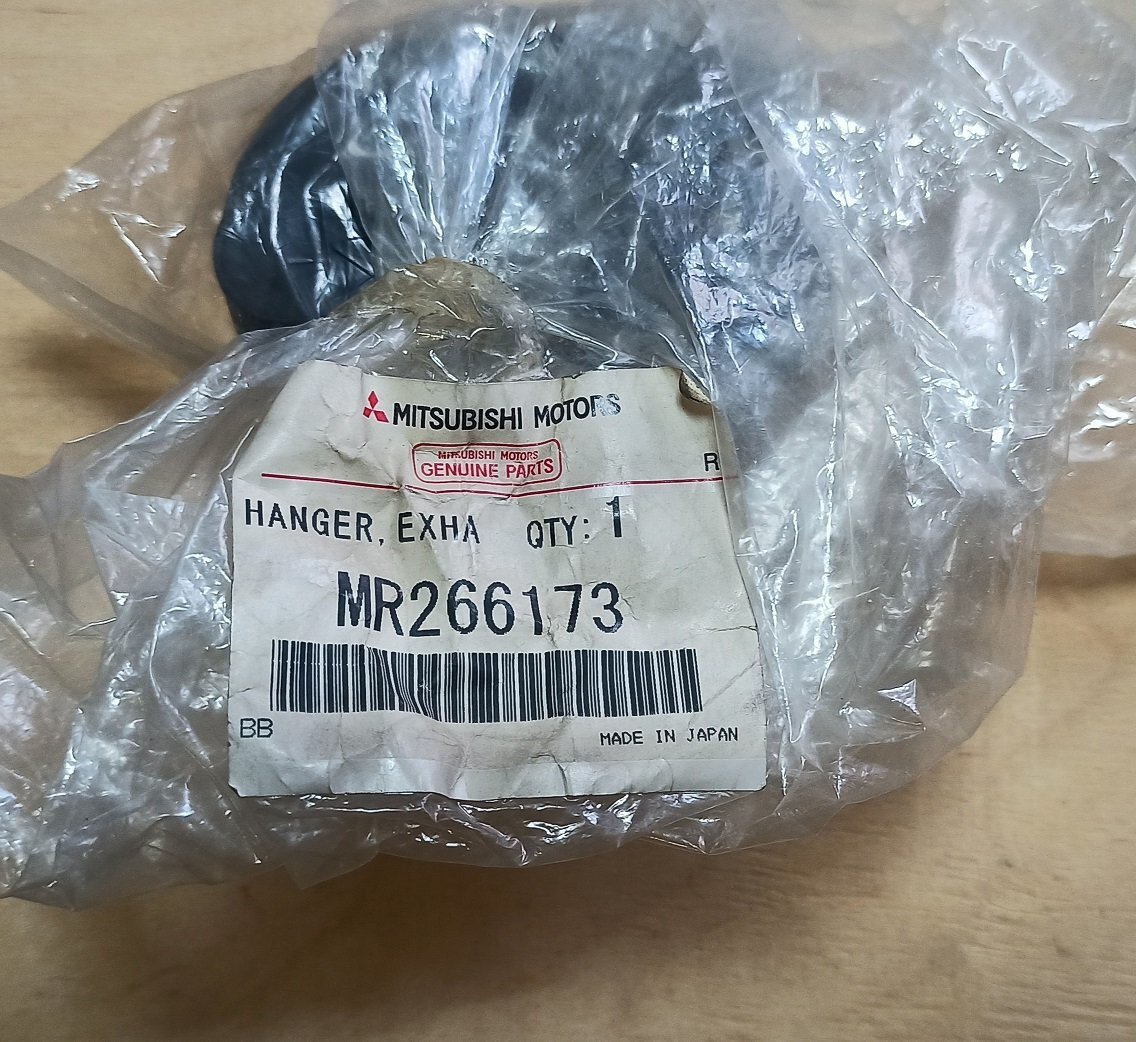 MITSUBISHI MOTORS
MITSUBISHI MOTORS
GENUINE PARTS
R
HANGER, EXHA QTY: 1
MR266173
BB
MADE IN JAPAN